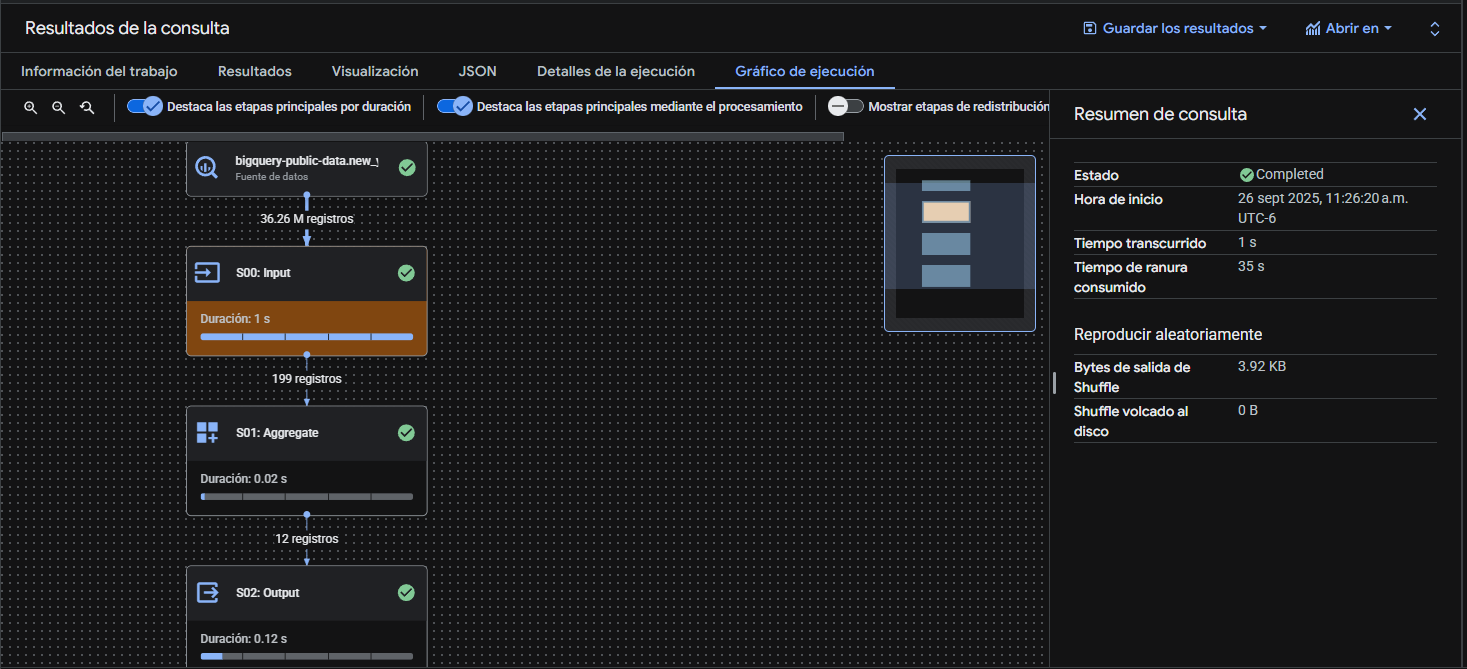 Resultados de la consulta
Guardar los resultados
Abrir en
Información del trabajo
Resultados
Visualización
JSON
Detalles de la ejecución
Gráfico de ejecución
Destaca las etapas principales por duración
Destaca las etapas principales mediante el procesamiento
Mostrar etapas de redistribución
bigquery-public-data.new_y
Fuente de datos
36.26 M registros
S00: Input
Duración: 1 s
199 registros
S01: Aggregate
Duración: 0.02 s
12 registros
S02: Output
Duración: 0.12 s
Resumen de consulta
Estado
Completed
Hora de inicio
26 sept 2025, 11:26:20 a.m.
UTC-6
Tiempo transcurrido
1 s
Tiempo de ranura
consumido
35 s
Reproducir aleatoriamente
Bytes de salida de
Shuffle
3.92 KB
Shuffle volcado al
disco
0 B